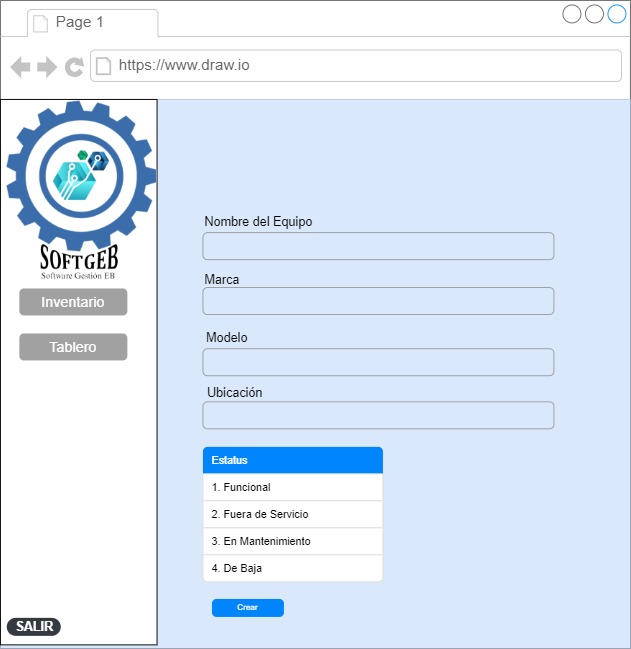 Page 1
https://www.draw.io
SOFTGEB
Software Gestión EB
Inventario
Tablero
SALIR
Nombre del Equipo
Marca
Modelo
Ubicación
Estatus
1. Funcional
2. Fuera de Servicio
3. En Mantenimiento
4. De Baja
Crear